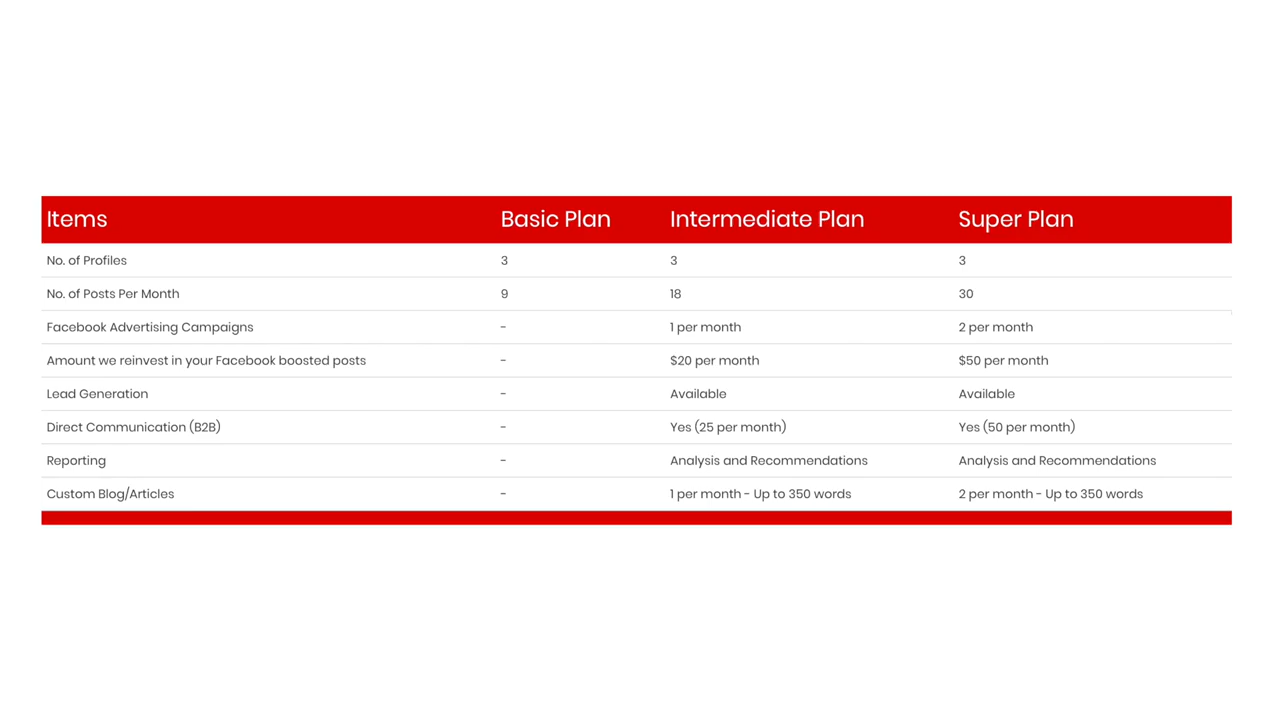 Items Basic Plan Intermediate Plan Super Plan
No. of Profiles 3 3 3
No. of Posts Per Month 9 18 30
Facebook Advertising Campaigns - 1 per month 2 per month
Amount we reinvest in your Facebook boosted posts - $20 per month $50 per month
Lead Generation - Available Available
Direct Communication (B2B) - Yes (25 per month) Yes (50 per month)
Reporting - Analysis and Recommendations Analysis and Recommendations
Custom Blog/Articles - 1 per month - Up to 350 words 2 per month - Up to 350 words